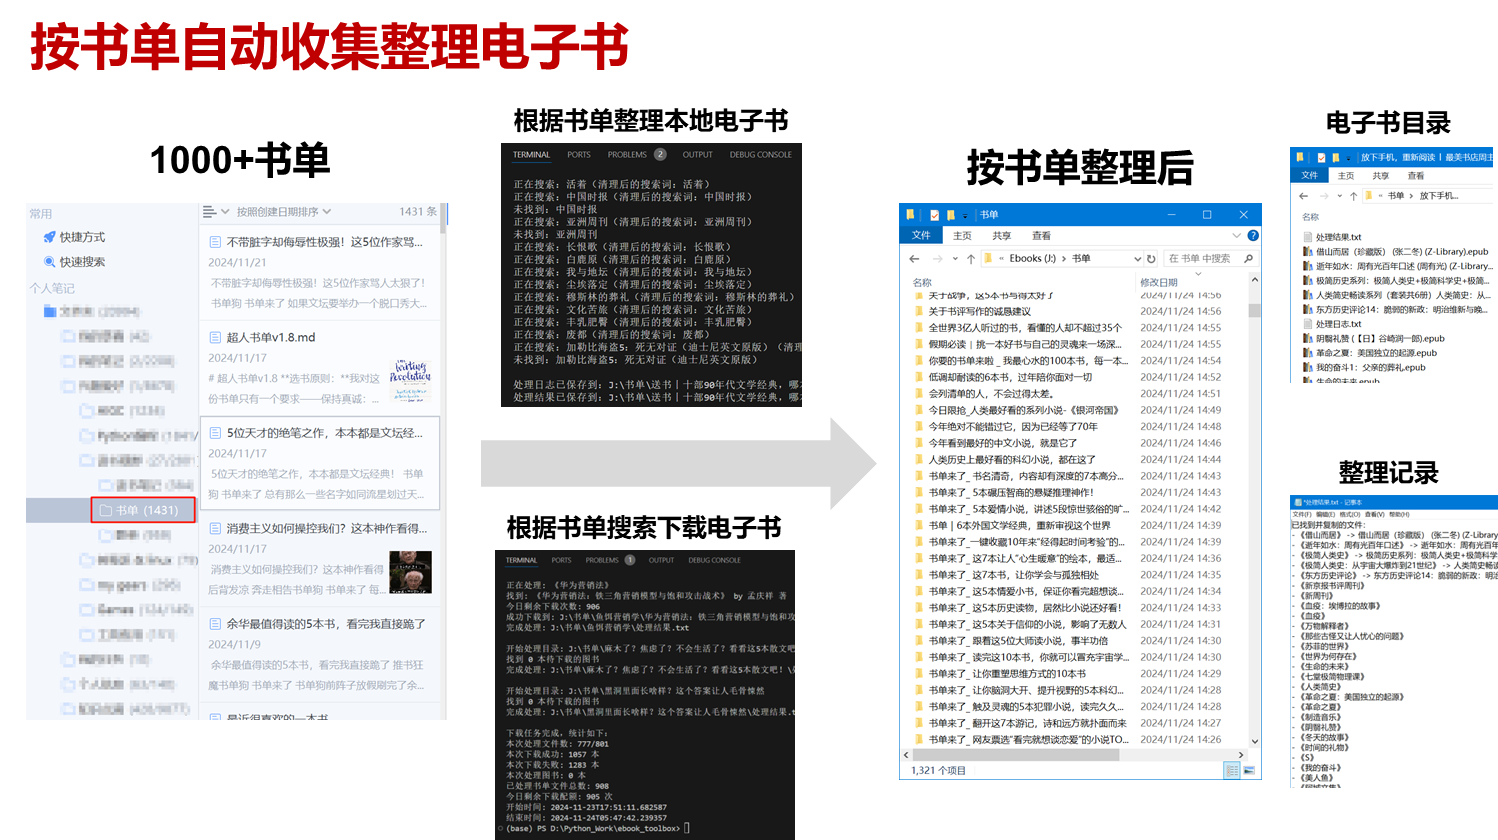 按书单自动收集整理电子书
1000+书单
常用
快捷方式
快速搜索
个人笔记
书单 (1431)
按照创建日期排序
1431 条
不带脏字却侮辱性极强！这5位作家骂...
2024/11/21
不带脏字却侮辱性极强！这5位作家骂人太狠了！
书单狗 书单来了 如果文坛要举办一个脱口秀大...
超人书单v1.8.md
2024/11/17
# 超人书单v1.8 **选书原则：**我对这
份书单只有一个要求——保持真诚：...
5位天才的绝笔之作，本本都是文坛经...
2024/11/17
5位天才的绝笔之作，本本都是文坛经典！ 书单
狗 书单来了 总有那么一些名字如同流星划过天...
消费主义如何操控我们？这本神作看得...
2024/11/17
消费主义如何操控我们？这本神作看得
后背发凉 奔走相告书单狗 书单来了 每...
余华最值得读的5本书，看完我直接跪了
2024/11/9
余华最值得读的5本书，看完我直接跪了 推书狂
魔书单狗 书单来了 书单狗前阵子放假刷完了余...
最近很喜欢的一本书
根据书单整理本地电子书
TERMINAL PORTS PROBLEMS 2 OUTPUT DEBUG CONSOLE
正在搜索：活着（清理后的搜索词：活着）
正在搜索：中国时报（清理后的搜索词：中国时报）
未找到：中国时报
正在搜索：亚洲周刊（清理后的搜索词：亚洲周刊）
未找到：亚洲周刊
正在搜索：长恨歌（清理后的搜索词：长恨歌）
正在搜索：白鹿原（清理后的搜索词：白鹿原）
正在搜索：我与地坛（清理后的搜索词：我与地坛）
正在搜索：尘埃落定（清理后的搜索词：尘埃落定）
正在搜索：穆斯林的葬礼（清理后的搜索词：穆斯林的葬礼）
正在搜索：文化苦旅（清理后的搜索词：文化苦旅）
正在搜索：丰乳肥臀（清理后的搜索词：丰乳肥臀）
正在搜索：废都（清理后的搜索词：废都）
正在搜索：加勒比海盗5：死无对证（迪士尼英文原版）（清理
未找到：加勒比海盗5：死无对证（迪士尼英文原版）
处理日志已保存到：J:\书单\送书丨十部90年代文学经典，哪
处理结果已保存到：J:\书单\送书丨十部90年代文学经典，哪
根据书单搜索下载电子书
TERMINAL PORTS PROBLEMS 1 OUTPUT DEBUG CONSOLE
正在处理：《华为营销法》
找到：《华为营销法：铁三角营销模型与饱和攻击战术》 by 孟庆祥 著
今日剩余下载次数：906
成功下载到：J:\书单\鱼饵营销学\华为营销法：铁三角营销模型与饱和攻
完成处理：J:\书单\鱼饵营销学\处理结果.txt
开始处理目录：J:\书单\麻木了？焦虑了？不会生活了？看看这5本散文吧
找到 0 本待下载的图书
完成处理：J:\书单\麻木了？焦虑了？不会生活了？看看这5本散文吧！\
开始处理目录：J:\书单\黑洞里面长啥样？这个答案让人毛骨悚然
找到 0 本待下载的图书
完成处理：J:\书单\黑洞里面长啥样？这个答案让人毛骨悚然\处理结果.t
下载任务完成，统计如下：
本次处理文件数：777/801
本次下载成功：1057 本
本次下载失败：1283 本
本次处理图书：0 本
已处理书单文件总数：908
今日剩余下载配额：905 次
开始时间：2024-11-23T17:51:11.682587
结束时间：2024-11-24T05:47:42.239357
(base) PS D:\Python_Work\ebook_toolbox>
按书单整理后
书单
文件 主页 共享 查看
« Ebooks (J:) › 书单
在 书单 中搜索
名称 修改日期
关于战争，这5本书写得太好了 2024/11/24 14:56
关于书评写作的诚恳建议 2024/11/24 14:56
全世界3亿人听过的书，看懂的人却不超过35个 2024/11/24 14:55
假期必读 | 挑一本好书与自己的灵魂来一场深... 2024/11/24 14:55
你要的书单来啦_ 我最心水的100本书，每一本... 2024/11/24 14:54
低调却耐读的6本书，过年陪你面对一切 2024/11/24 14:52
会列清单的人，不会过得太差。 2024/11/24 14:51
今日限抢_人类最好看的系列小说-《银河帝国》 2024/11/24 14:49
今年绝对不能错过它，因为已经等了70年 2024/11/24 14:48
今年看到最好的中文小说，就是它了 2024/11/24 14:46
人类历史上最好看的科幻小说，都在这了 2024/11/24 14:44
书单来了_ 书名清奇，内容却有深度的7本高分... 2024/11/24 14:43
书单来了_ 5本碾压智商的悬疑推理神作！ 2024/11/24 14:43
书单来了_ 5本爱情小说，讲述5段惊世骇俗的旷... 2024/11/24 14:42
书单 | 6本外国文学经典，重新审视这个世界 2024/11/24 14:39
书单来了_ 一键收藏10年来“经得起时间考验”的... 2024/11/24 14:39
书单来了_ 这7本让人“心生暖意”的绘本，最适... 2024/11/24 14:36
书单来了_ 这7本书，让你学会与孤独相处 2024/11/24 14:35
书单来了_ 这5本情爱小书，保证你看完超想谈... 2024/11/24 14:34
书单来了_ 这5本历史读物，居然比小说还好看！ 2024/11/24 14:33
书单来了_ 这5本关于信仰的小说，影响了无数人 2024/11/24 14:31
书单来了_ 跟着这5位大师读小说，事半功倍 2024/11/24 14:30
书单来了_ 读完这10本书，你就可以冒充宇宙学... 2024/11/24 14:30
书单来了_ 让你重塑思维方式的10本书 2024/11/24 14:29
书单来了_ 让你脑洞大开、提升视野的5本科幻... 2024/11/24 14:28
书单来了_ 触及灵魂的5本犯罪小说，读完久久... 2024/11/24 14:28
书单来了_ 翻开这7本游记，诗和远方就扑面而来 2024/11/24 14:27
书单来了_ 网友票选“看完就想谈恋爱”的小说TO... 2024/11/24 14:26
1,321 个项目
电子书目录
放下手机，重新阅读丨最美书店周主
文件 主页 共享 查看
« 书单 › 放下手机...
名称
处理结果.txt
借山而居（珍藏版） (张二冬) (Z-Library).epub
逝年如水：周有光百年口述 (周有光) (Z-Library...
极简历史系列：极简人类史+极简科学史+极简...
人类简史畅读系列（套装共6册）人类简史：从...
东方历史评论14：脆弱的新政：明治维新与晚...
处理日志.txt
阴翳礼赞 (【日】谷崎润一郎).epub
革命之夏：美国独立的起源.epub
我的奋斗1：父亲的葬礼.epub
生命的未来.epub
整理记录
*处理结果.txt - 记事本
文件(F) 编辑(E) 格式(O) 查看(V) 帮助(H)
已找到并复制的文件：
- 《借山而居》 -> 借山而居（珍藏版） (张二冬) (Z-Library
- 《逝年如水：周有光百年口述》 -> 逝年如水：周有光百年
- 《极简人类史》 -> 极简历史系列：极简人类史+极简科学
- 《极简人类史：从宇宙大爆炸到21世纪》 -> 人类简史畅读
- 《东方历史评论》 -> 东方历史评论14：脆弱的新政：明治
- 《新京报书评周刊》
- 《新周刊》
- 《血疫：埃博拉的故事》
- 《血疫》
- 《万物解释者》
- 《那些古怪又让人忧心的问题》
- 《苏菲的世界》
- 《世界为何存在》
- 《生命的未来》
- 《七堂极简物理课》
- 《人类简史》
- 《革命之夏：美国独立的起源》
- 《革命之夏》
- 《制造音乐》
- 《阴翳礼赞》
- 《冬天的故事》
- 《时间的礼物》
- 《S》
- 《我的奋斗》
- 《美人鱼》